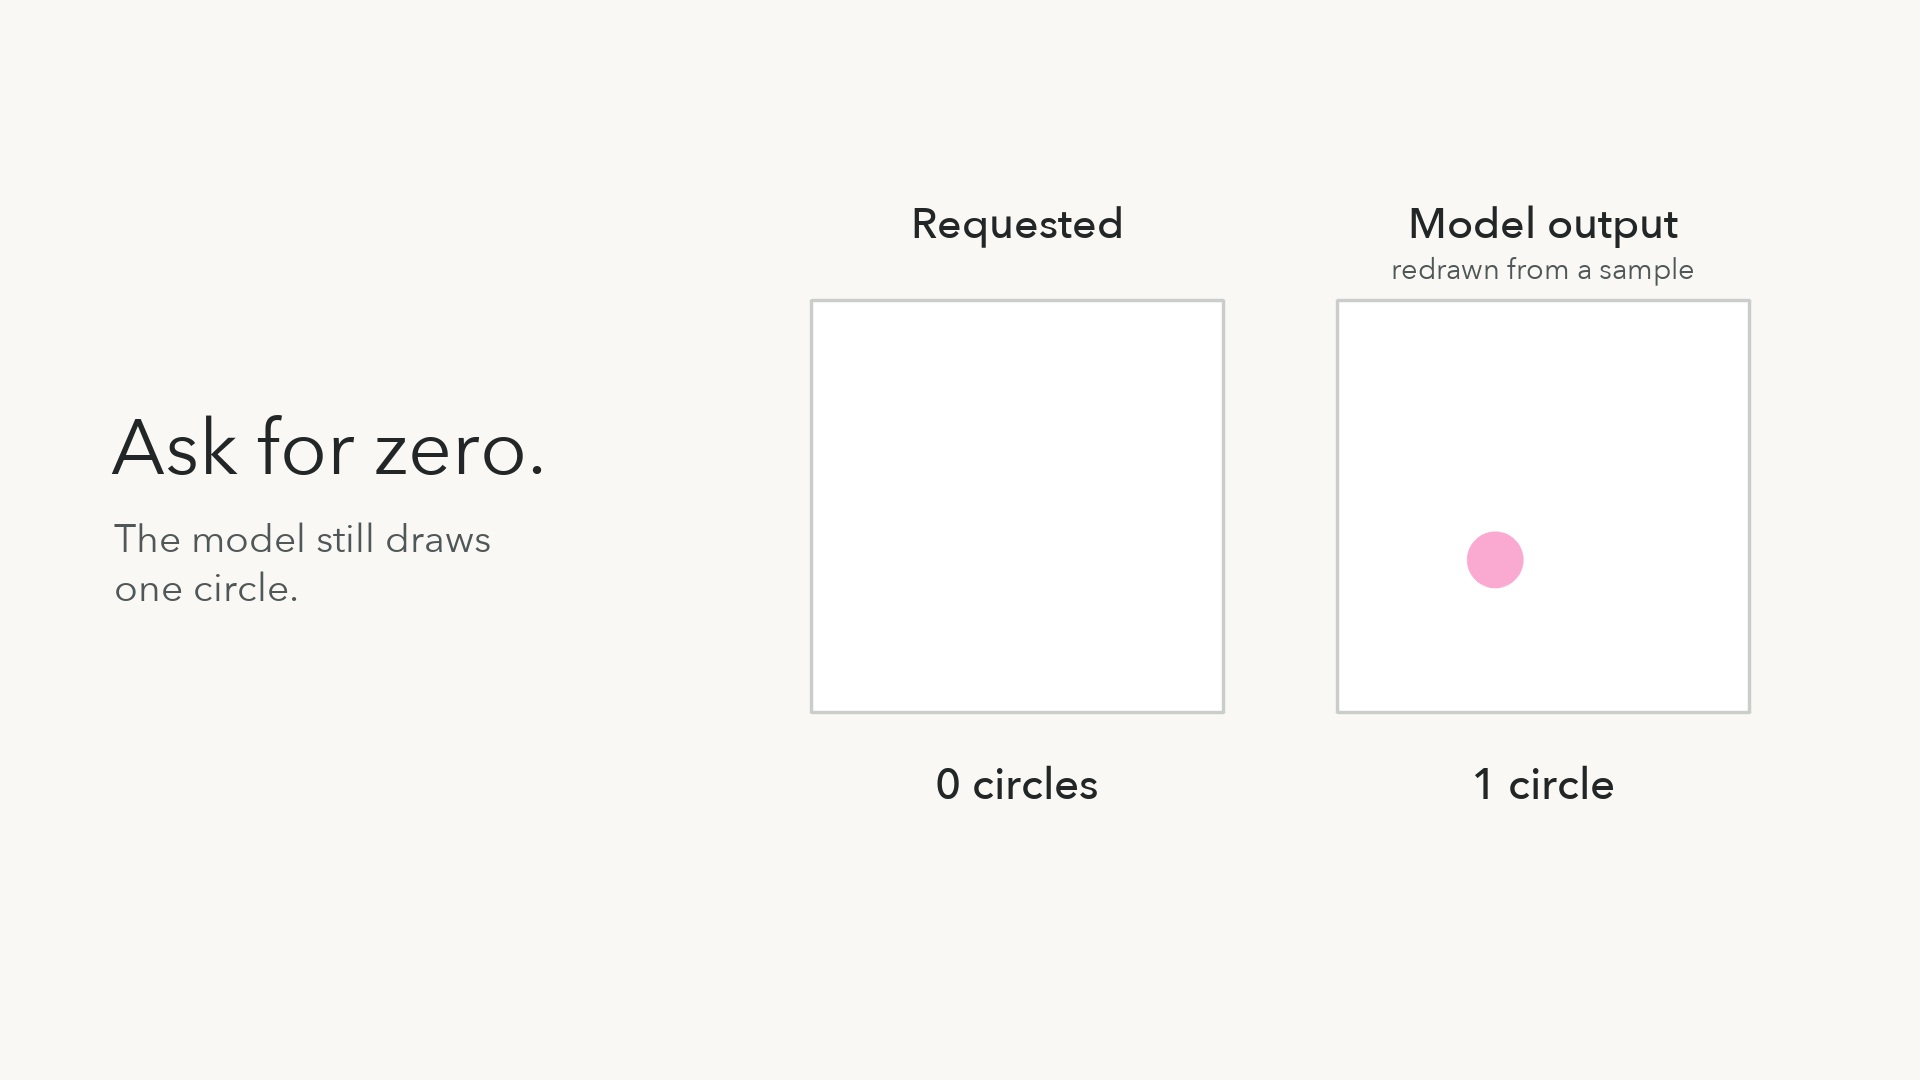 Ask for zero.
The model still draws
one circle.
Requested
0 circles
Model output
redrawn from a sample
1 circle